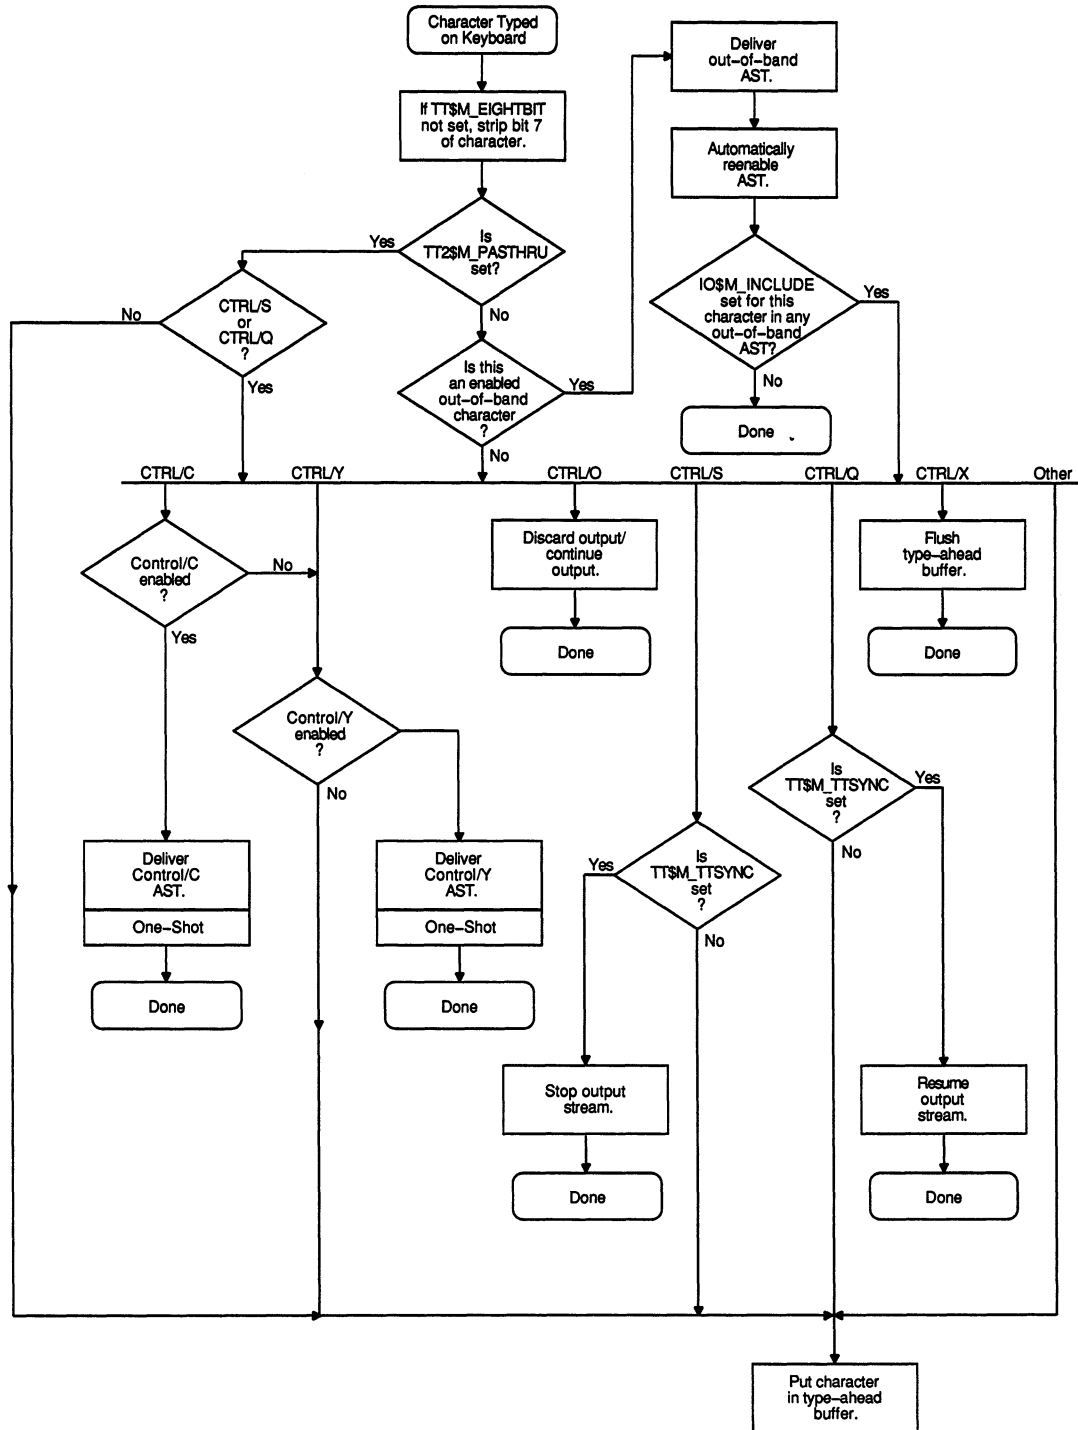 Character Typed
on Keyboard
If TT$M_EIGHTBIT
not set, strip bit 7
of character.
Is
TT2$M_PASTHRU
set?
Yes
No
CTRL/S
or
CTRL/Q
?
No
Yes
Is this
an enabled
out-of-band
character
?
Yes
No
Deliver
out-of-band
AST.
Automatically
reenable
AST.
IO$M_INCLUDE
set for this
character in any
out-of-band
AST?
Yes
No
Done
CTRL/C
CTRL/Y
CTRL/O
CTRL/S
CTRL/Q
CTRL/X
Other
Control/C
enabled
?
No
Yes
Discard output/
continue
output.
Done
Flush
type-ahead
buffer.
Done
Control/Y
enabled
?
No
Is
TT$M_TTSYNC
set
?
Yes
No
Deliver
Control/C
AST.
One-Shot
Done
Deliver
Control/Y
AST.
One-Shot
Done
Is
TT$M_TTSYNC
set
?
Yes
No
Stop output
stream.
Done
Resume
output
stream.
Done
Put character
in type-ahead
buffer.